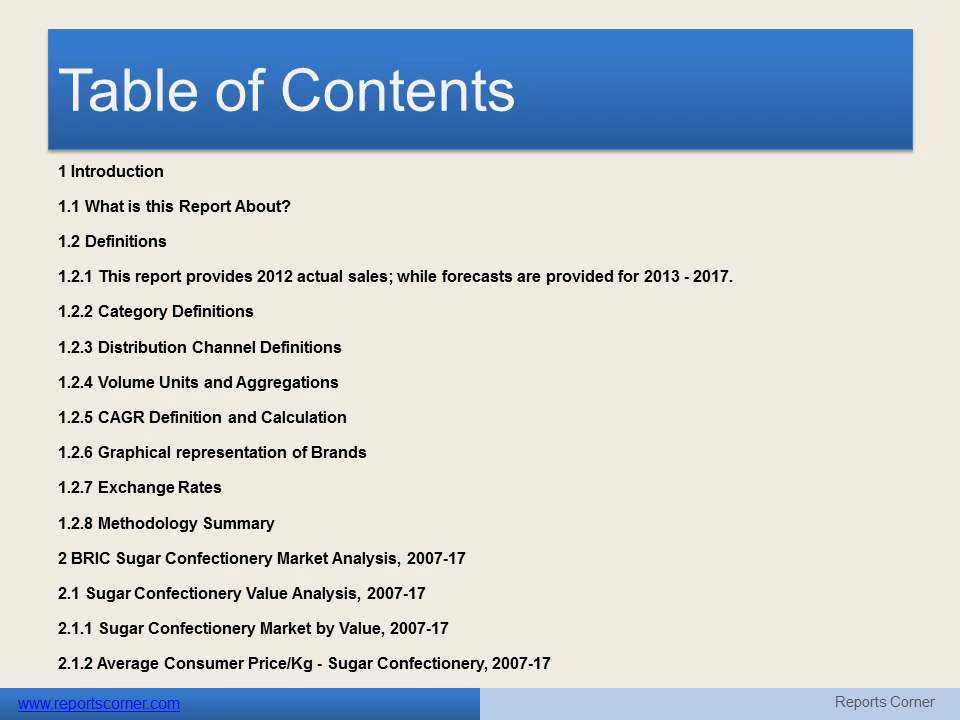 Table of Contents
1 Introduction
1.1 What is this Report About?
1.2 Definitions
1.2.1 This report provides 2012 actual sales; while forecasts are provided for 2013 - 2017.
1.2.2 Category Definitions
1.2.3 Distribution Channel Definitions
1.2.4 Volume Units and Aggregations
1.2.5 CAGR Definition and Calculation
1.2.6 Graphical representation of Brands
1.2.7 Exchange Rates
1.2.8 Methodology Summary
2 BRIC Sugar Confectionery Market Analysis, 2007-17
2.1 Sugar Confectionery Value Analysis, 2007-17
2.1.1 Sugar Confectionery Market by Value, 2007-17
2.1.2 Average Consumer Price/Kg - Sugar Confectionery, 2007-17
www.reportscorner.com
Reports Corner